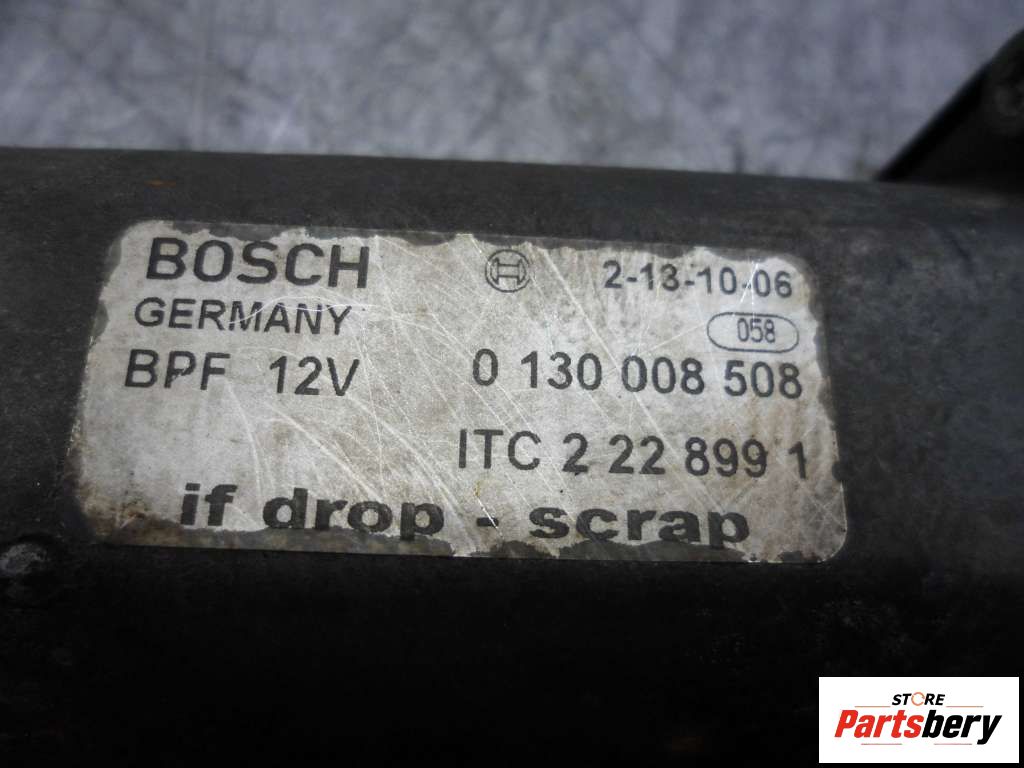 BOSCH 2-13-10-06
GERMANY 058
BPF 12V 0 130 008 508
ITC 2 22 899 1
if drop - scrap
STORE
Partsbery